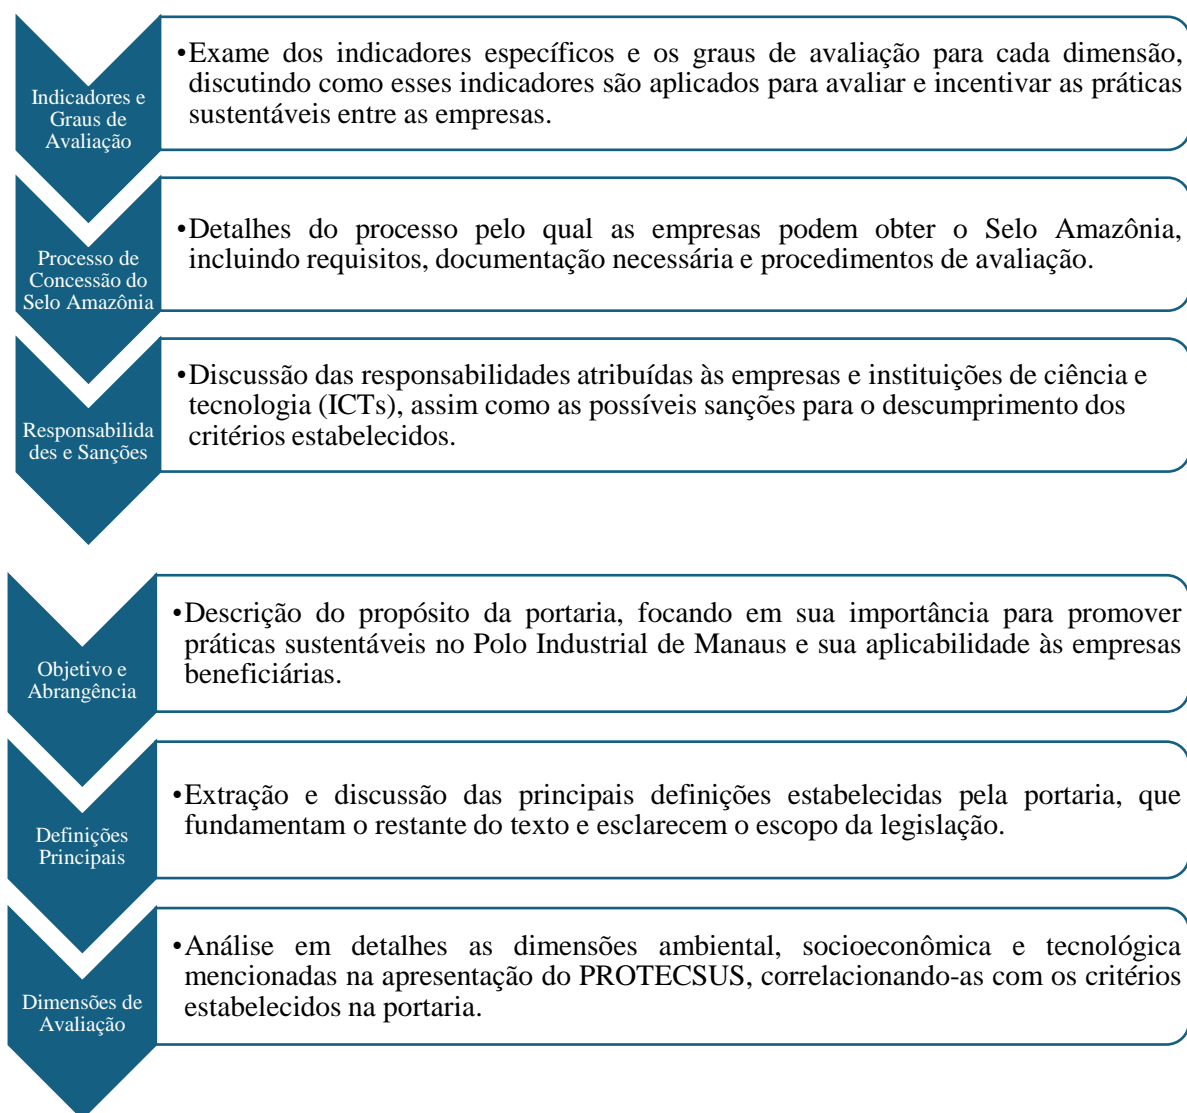 Indicadores e
Graus de
Avaliação
•Exame dos indicadores específicos e os graus de avaliação para cada dimensão,
discutindo como esses indicadores são aplicados para avaliar e incentivar as práticas
sustentáveis entre as empresas.
Processo de
Concessão do
Selo Amazônia
•Detalhes do processo pelo qual as empresas podem obter o Selo Amazônia,
incluindo requisitos, documentação necessária e procedimentos de avaliação.
Responsabilida
des e Sanções
•Discussão das responsabilidades atribuídas às empresas e instituições de ciência e
tecnologia (ICTs), assim como as possíveis sanções para o descumprimento dos
critérios estabelecidos.
Objetivo e
Abrangência
•Descrição do propósito da portaria, focando em sua importância para promover
práticas sustentáveis no Polo Industrial de Manaus e sua aplicabilidade às empresas
beneficiárias.
Definições
Principais
•Extração e discussão das principais definições estabelecidas pela portaria, que
fundamentam o restante do texto e esclarecem o escopo da legislação.
Dimensões de
Avaliação
•Análise em detalhes as dimensões ambiental, socioeconômica e tecnológica
mencionadas na apresentação do PROTECSUS, correlacionando-as com os critérios
estabelecidos na portaria.